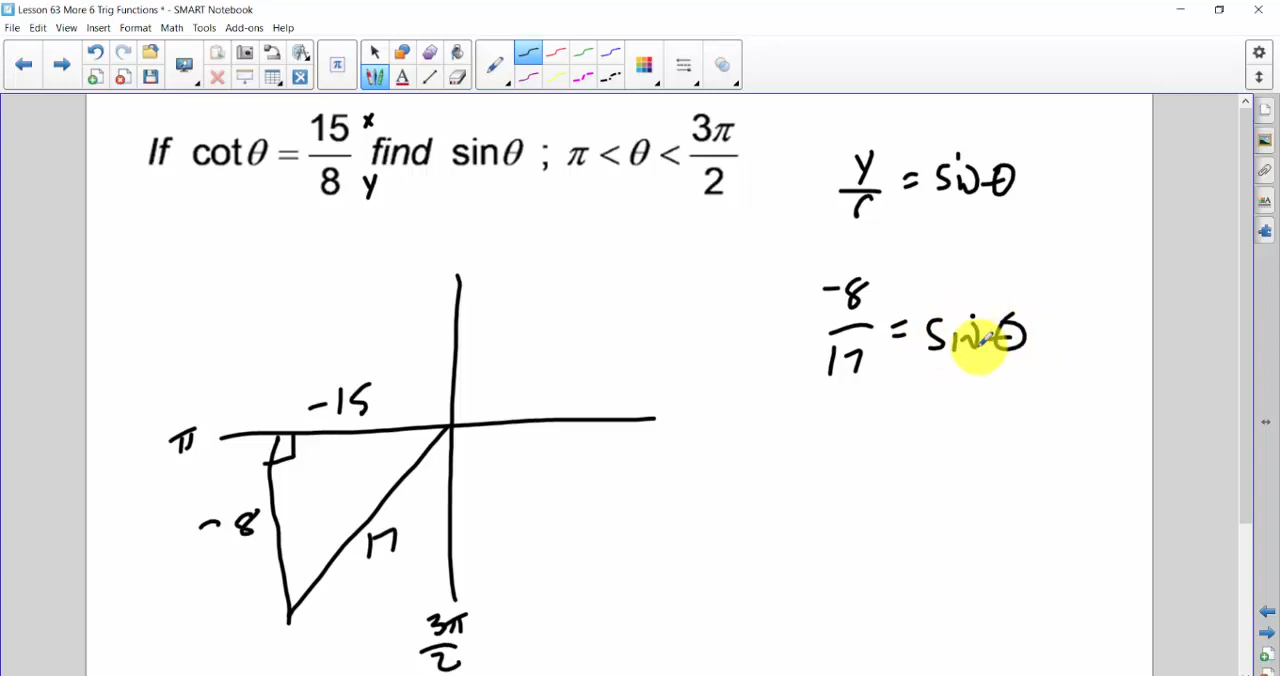 Lesson 63 More 6 Trig Functions * - SMART Notebook
File Edit View Insert Format Math Tools Add-ons Help
If cotθ = 15/8 x y find sinθ ; π < θ < 3π/2
y/r = sinθ
-8/17 = sinθ
-15
π
-8
17
3π/2